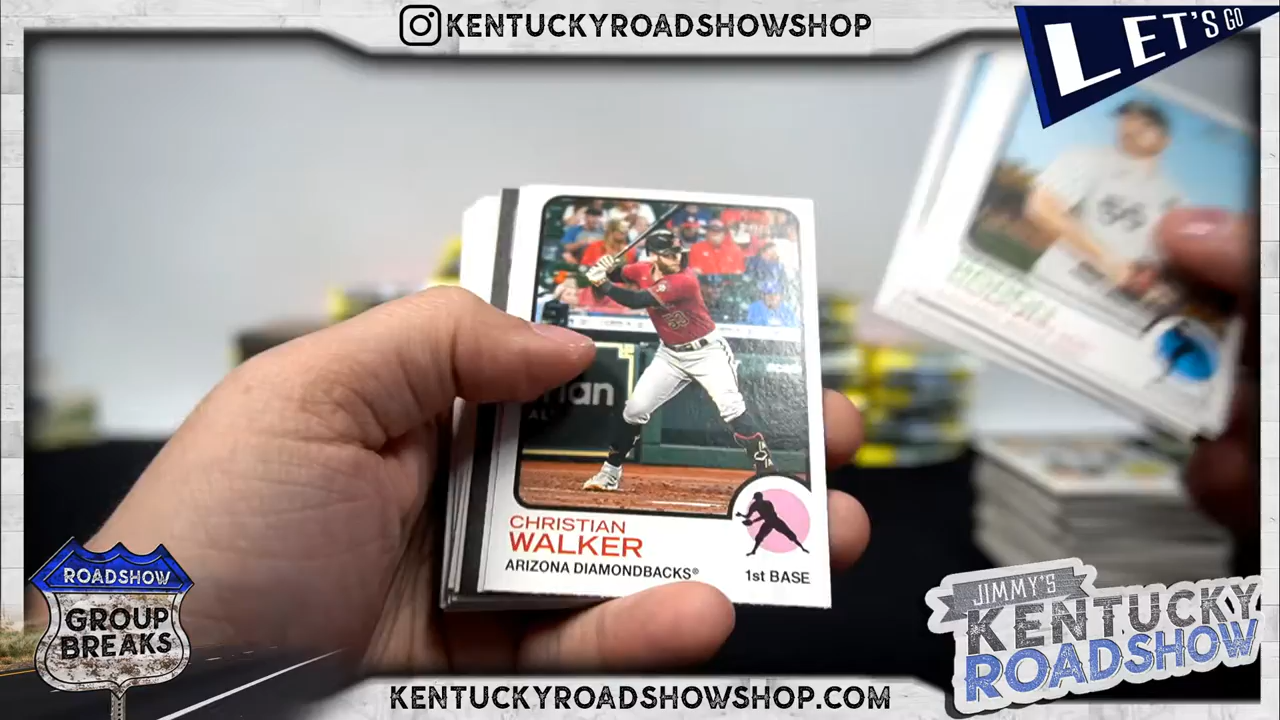 KENTUCKYROADSHOWSHOP
LET'S GO
CHRISTIAN
WALKER
ARIZONA DIAMONDBACKS®
1st BASE
ROADSHOW
GROUP
BREAKS
JIMMY'S
KENTUCKY
ROADSHOW
KENTUCKYROADSHOWSHOP.COM